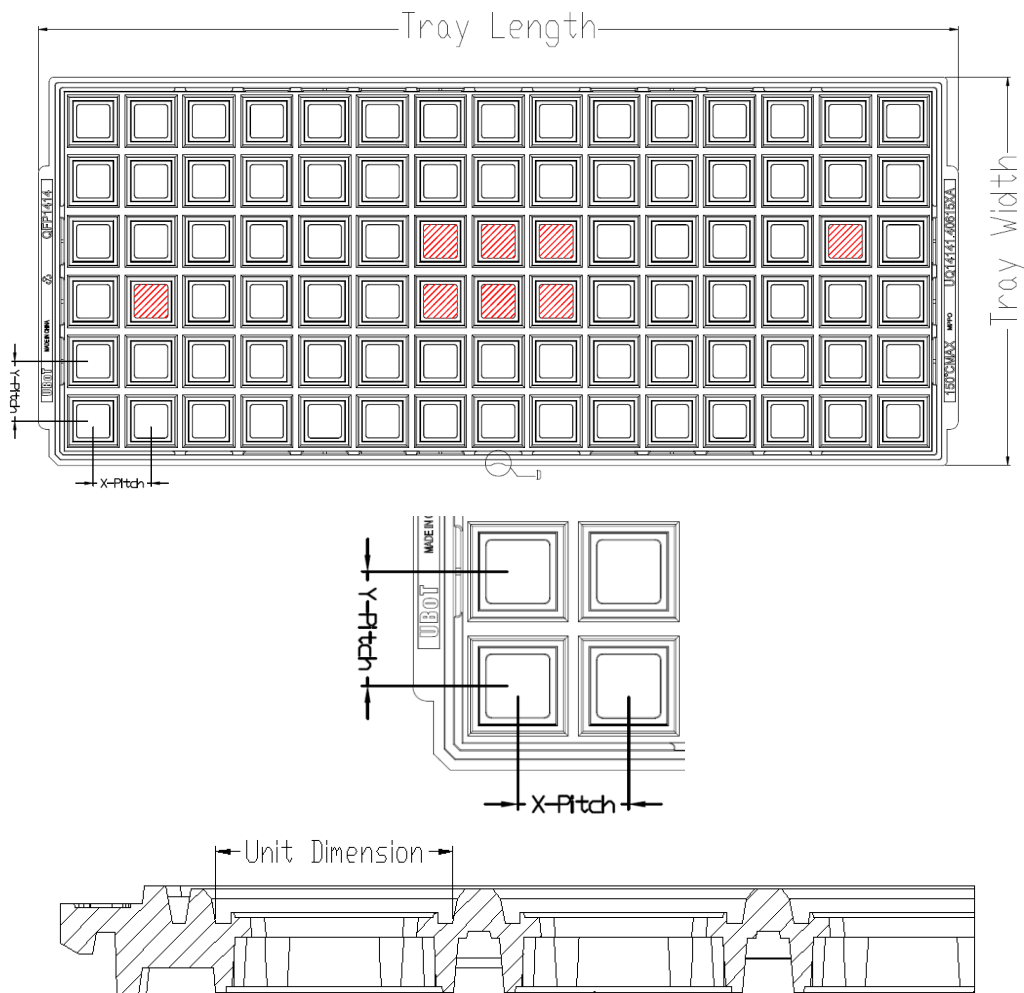 Tray Length
QFP1414
MADE IN CHINA
UBoT
UQ14141.40615XA
MPPO
150°CMAX
Tray Width
Y-Pitch
X-Pitch
D
MADE IN C
UBoT
Y-Pitch
X-Pitch
Unit Dimension